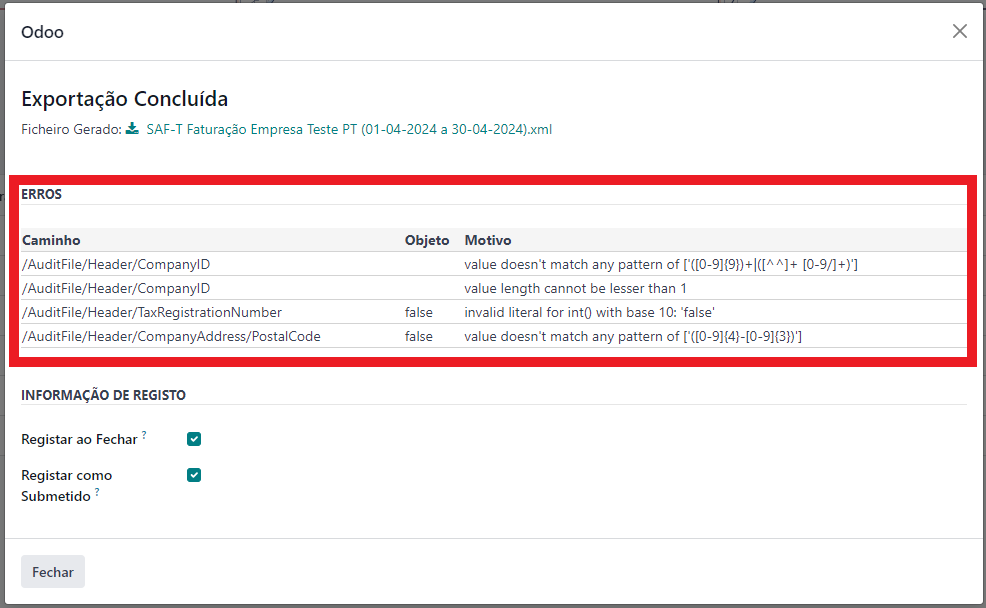 Odoo
Exportação Concluída
Ficheiro Gerado: SAF-T Faturação Empresa Teste PT (01-04-2024 a 30-04-2024).xml
ERROS
Caminho Objeto Motivo
/AuditFile/Header/CompanyID value doesn't match any pattern of ['([0-9]{9})+|([^^]+ [0-9/]+)']
/AuditFile/Header/CompanyID value length cannot be lesser than 1
/AuditFile/Header/TaxRegistrationNumber false invalid literal for int() with base 10: 'false'
/AuditFile/Header/CompanyAddress/PostalCode false value doesn't match any pattern of ['([0-9]{4}-[0-9]{3})']
INFORMAÇÃO DE REGISTO
Registar ao Fechar ?
Registar como
Submetido ?
Fechar